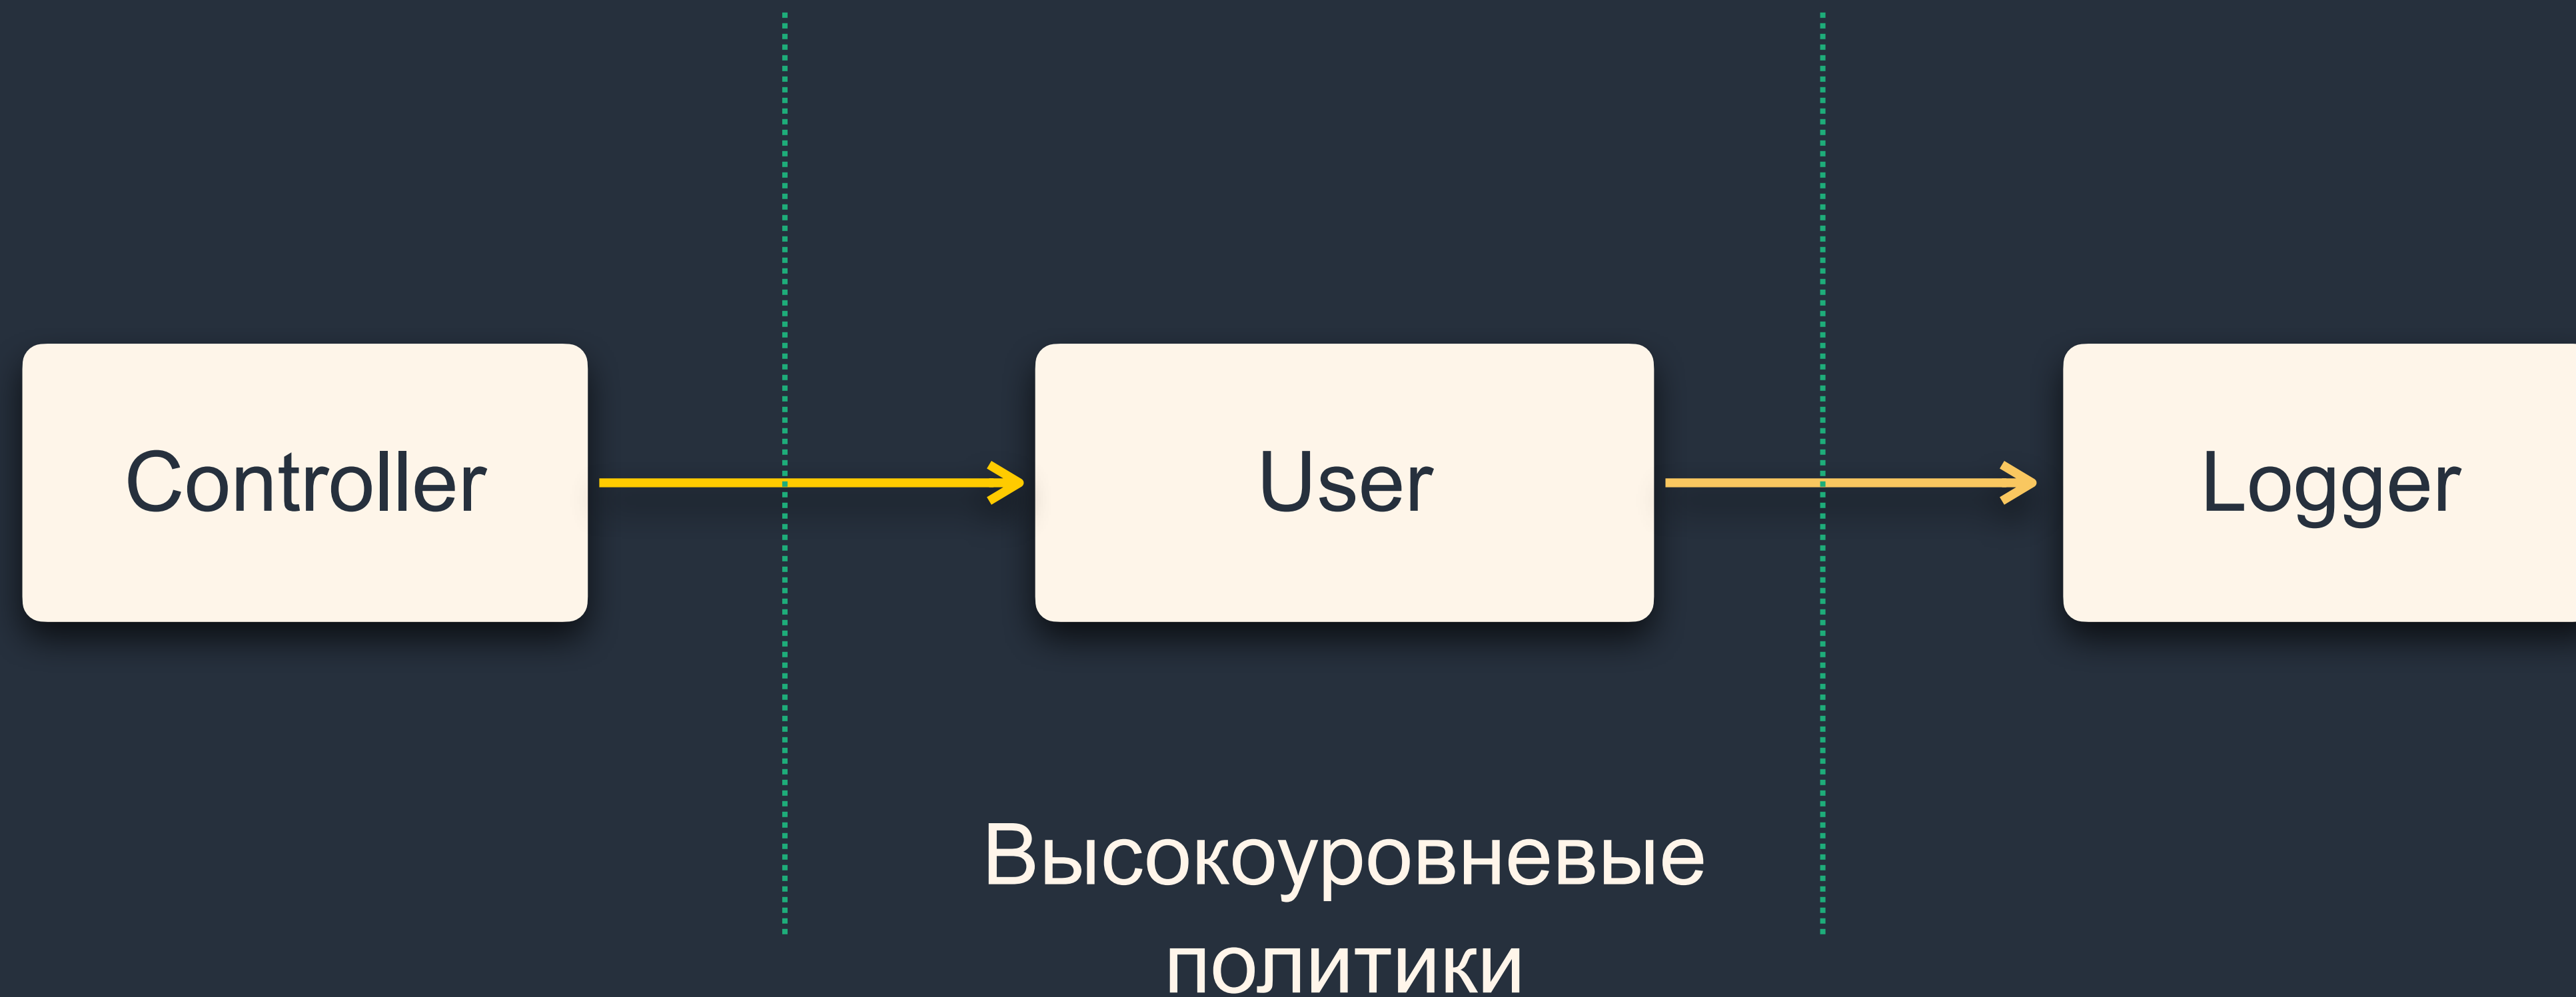 Controller
User
Logger
Высокоуровневые
политики